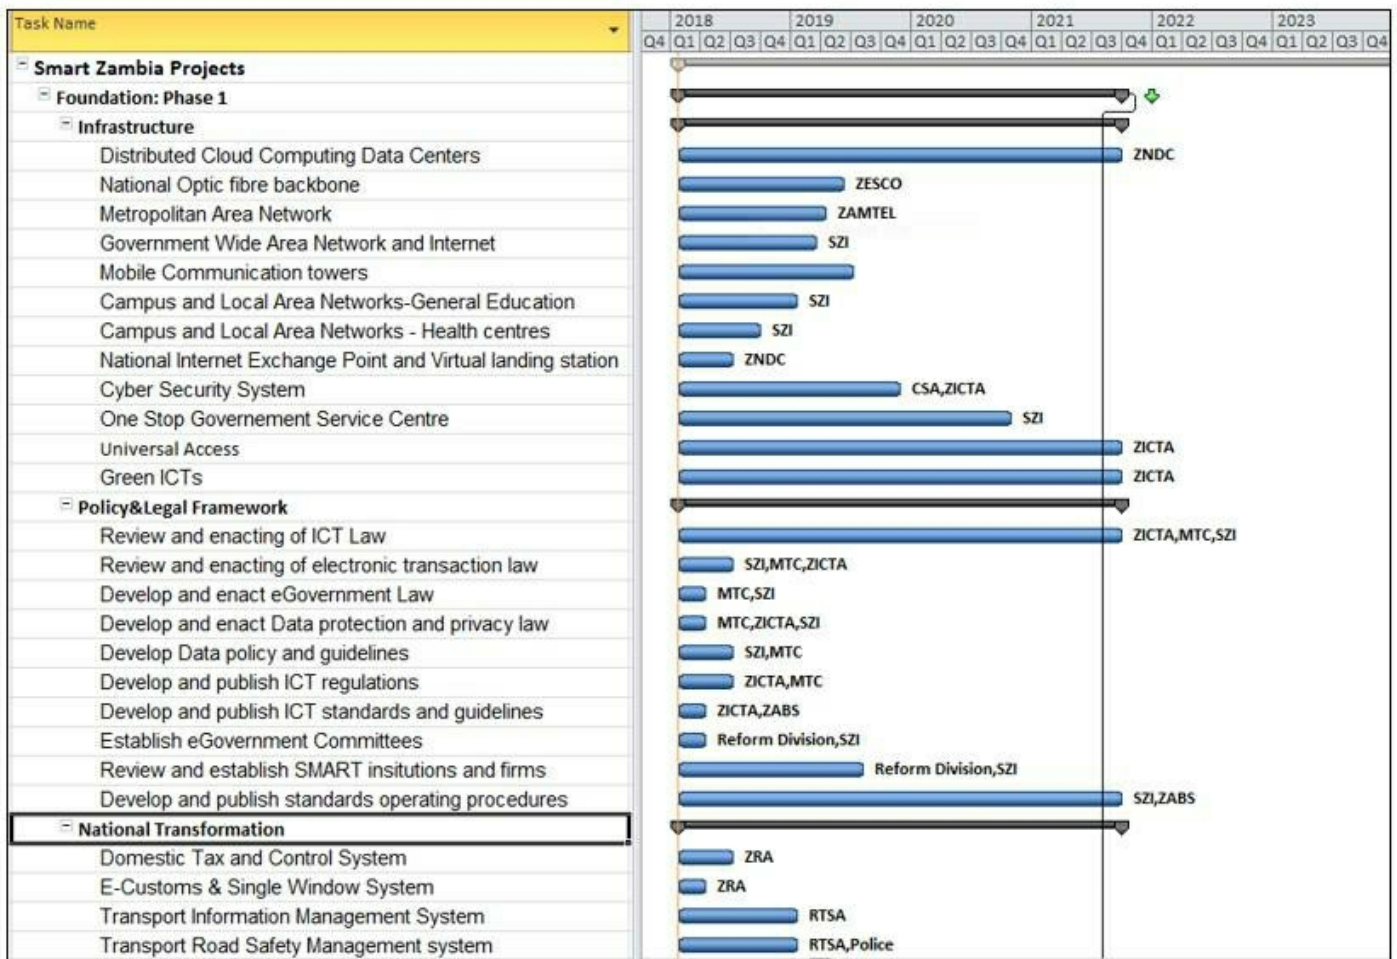 Task Name
2018 2019 2020 2021 2022 2023
Q4 Q1 Q2 Q3 Q4 Q1 Q2 Q3 Q4 Q1 Q2 Q3 Q4 Q1 Q2 Q3 Q4 Q1 Q2 Q3 Q4 Q1 Q2 Q3 Q4
Smart Zambia Projects
Foundation: Phase 1
Infrastructure
Distributed Cloud Computing Data Centers ZNDC
National Optic fibre backbone ZESCO
Metropolitan Area Network ZAMTEL
Government Wide Area Network and Internet SZI
Mobile Communication towers
Campus and Local Area Networks-General Education SZI
Campus and Local Area Networks - Health centres SZI
National Internet Exchange Point and Virtual landing station ZNDC
Cyber Security System CSA,ZICTA
One Stop Governement Service Centre SZI
Universal Access ZICTA
Green ICTs ZICTA
Policy&Legal Framework
Review and enacting of ICT Law ZICTA,MTC,SZI
Review and enacting of electronic transaction law SZI,MTC,ZICTA
Develop and enact eGovernment Law MTC,SZI
Develop and enact Data protection and privacy law MTC,ZICTA,SZI
Develop Data policy and guidelines SZI,MTC
Develop and publish ICT regulations ZICTA,MTC
Develop and publish ICT standards and guidelines ZICTA,ZABS
Establish eGovernment Committees Reform Division,SZI
Review and establish SMART insitutions and firms Reform Division,SZI
Develop and publish standards operating procedures SZI,ZABS
National Transformation
Domestic Tax and Control System ZRA
E-Customs & Single Window System ZRA
Transport Information Management System RTSA
Transport Road Safety Management system RTSA,Police